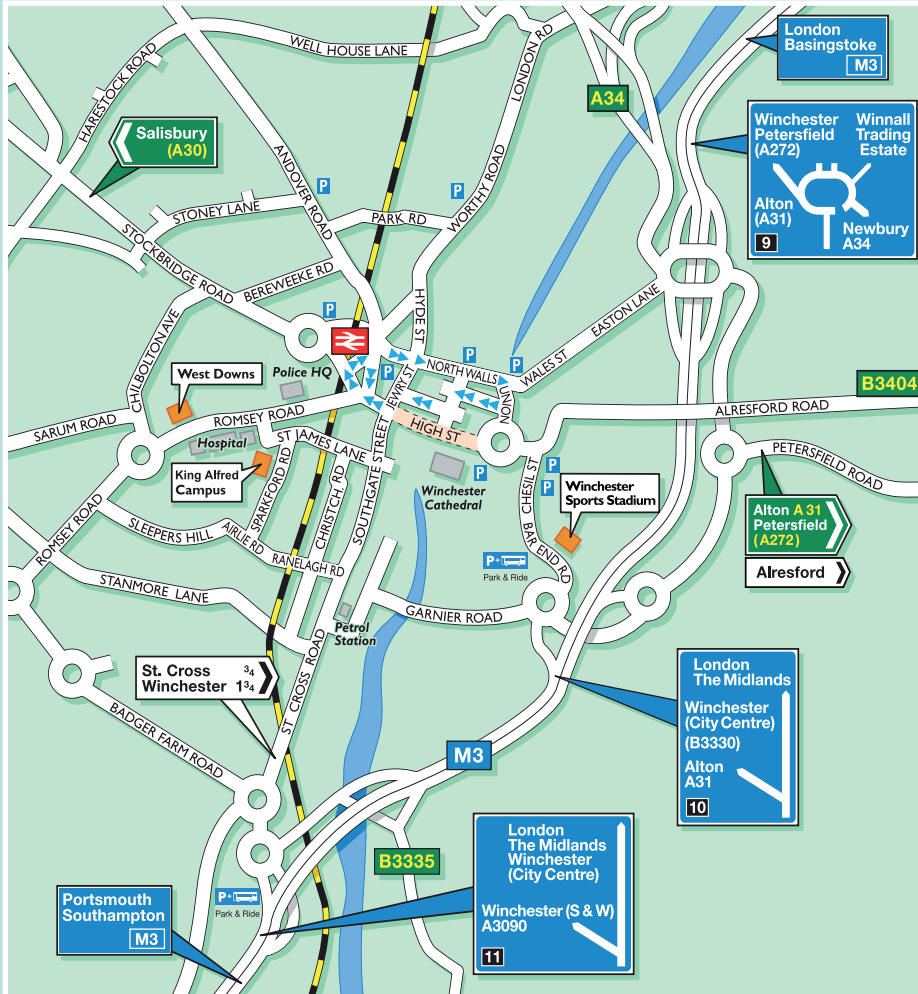 WELL HOUSE LANE
LONDON RD
London
Basingstoke
M3
HARESTOCK ROAD
A34
Salisbury
(A30)
Winchester
Petersfield
(A272)
Winnall
Trading
Estate
Alton
(A31)
Newbury
A34
9
ANDOVER ROAD
P
P
WORTHY ROAD
STONEY LANE
PARK RD
STOCKBRIDGE ROAD
BEREWEEKE RD
EASTON LANE
HYDE ST
P
CHILBOLTON AVE
P
P
P
NORTH WALLS
WALES ST
UNION
West Downs
Police HQ
EWRY ST
B3404
ALRESFORD ROAD
SARUM ROAD
ROMSEY ROAD
Hospital
ST JAMES LANE
HIGH ST
PETERSFIELD ROAD
King Alfred
Campus
SPARKFORD RD
CHRISTCH RD
SOUTHGATE STREET
Winchester
Cathedral
P
P
P
CHESIL ST
Winchester
Sports Stadium
Alton A 31
Petersfield
(A272)
Alresford
ROMSEY ROAD
SLEEPERS HILL
AIRLIE RD
RANELAGH RD
BAR END RD
P+
Park & Ride
STANMORE LANE
GARNIER ROAD
Petrol
Station
St. Cross 3/4
Winchester 1 3/4
ST CROSS ROAD
London
The Midlands
Winchester
(City Centre)
(B3330)
Alton
A31
10
BADGER FARM ROAD
M3
B3335
London
The Midlands
Winchester
(City Centre)
Winchester (S & W)
A3090
11
P+
Park & Ride
Portsmouth
Southampton
M3